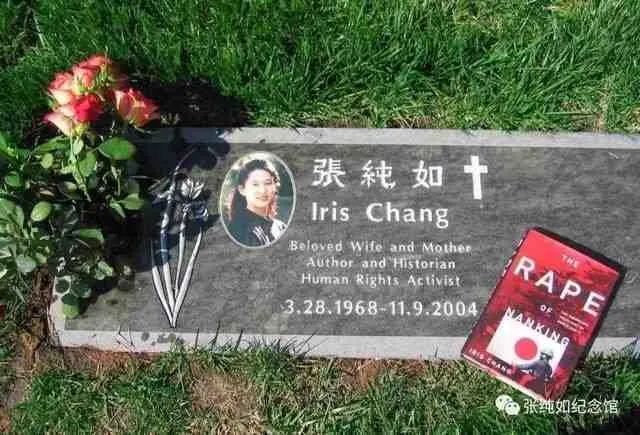 張純如
Iris Chang
Beloved Wife and Mother
Author and Historian
Human Rights Activist
3.28.1968-11.9.2004
THE
RAPE
OF
NANKING
IRIS CHANG
张纯如纪念馆